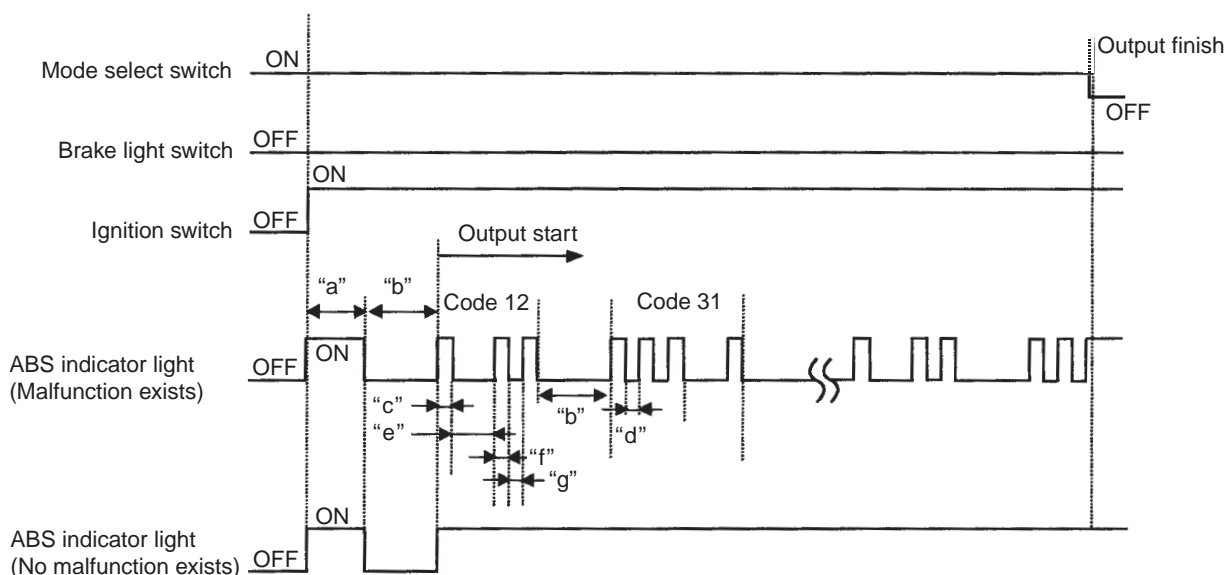 Output finish
ON
Mode select switch
OFF
OFF
Brake light switch
ON
OFF
Ignition switch
Output start
“a”
“b”
Code 12
Code 31
ON
ABS indicator light
(Malfunction exists)
OFF
“c”
“b”
“d”
“e”
“f”
“g”
ON
ABS indicator light
(No malfunction exists)
OFF